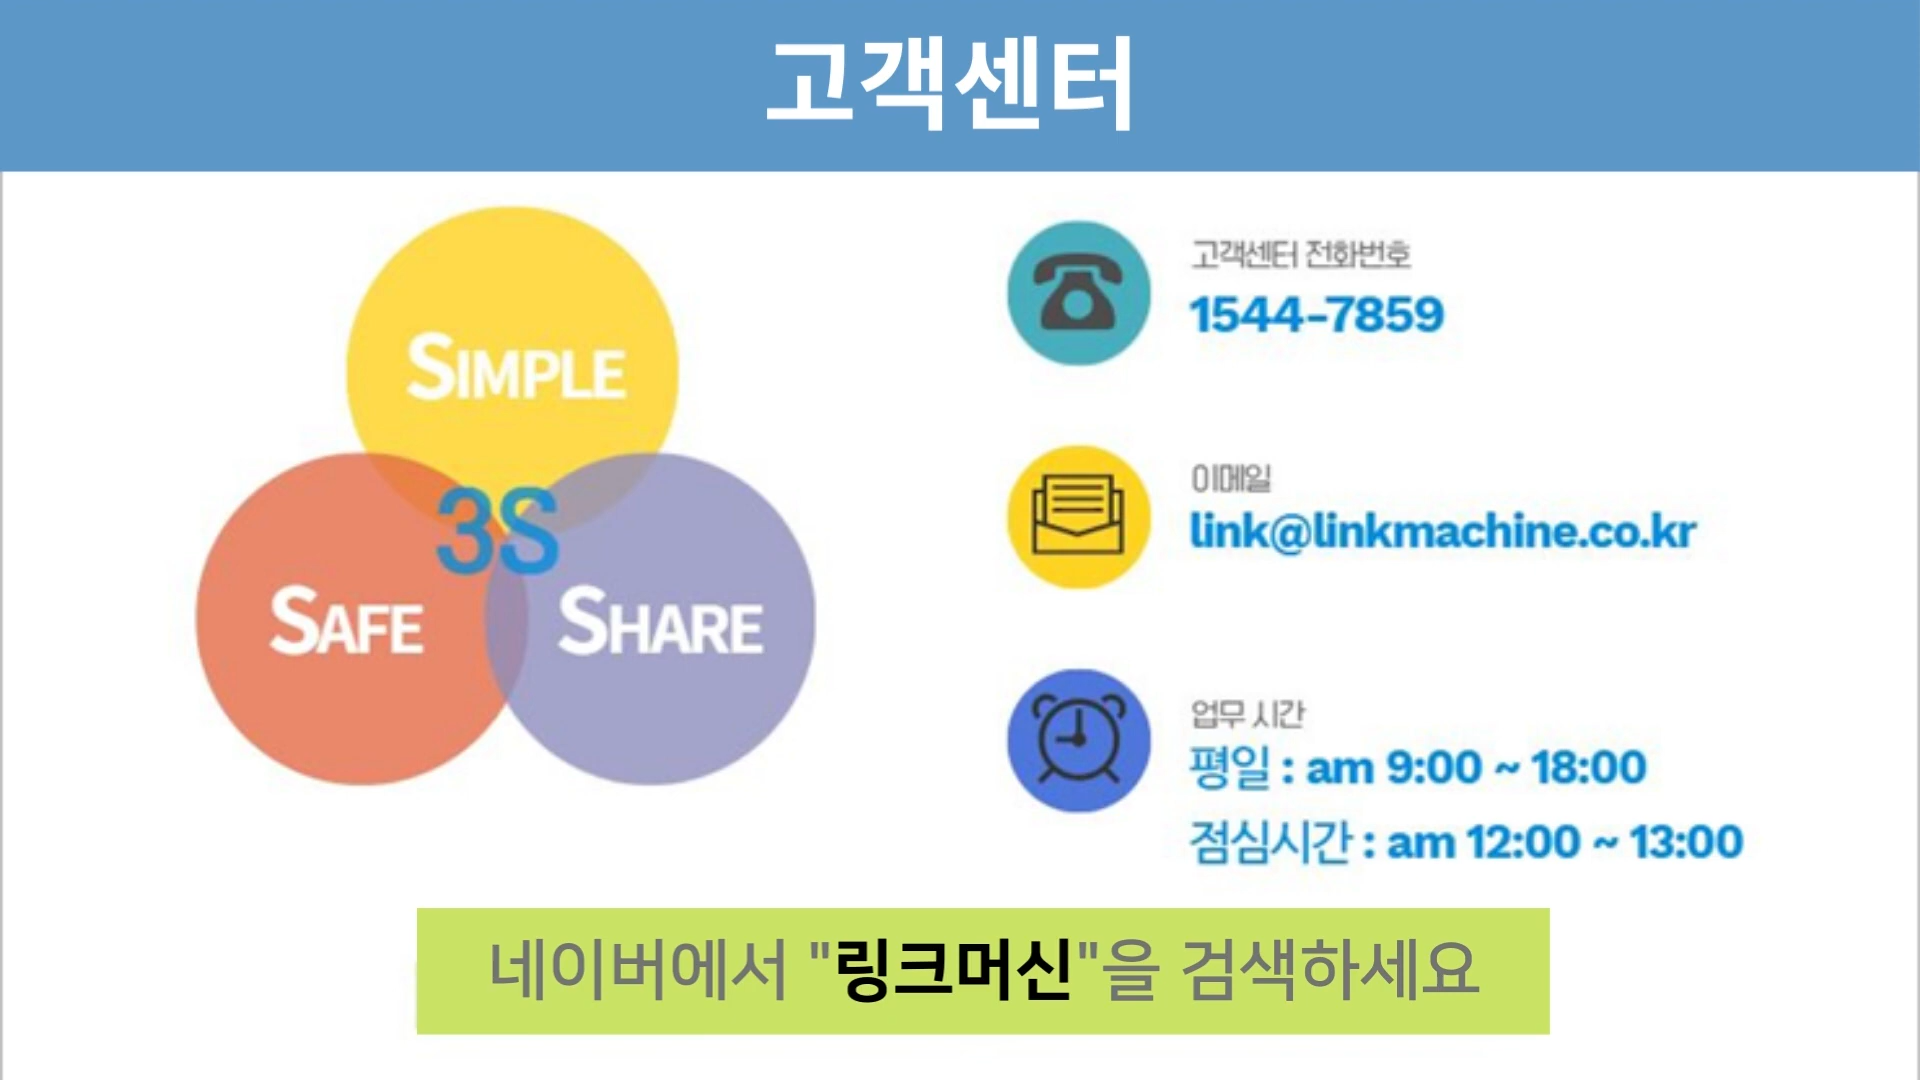 고객센터
SIMPLE
3S
SAFE
SHARE
고객센터 전화번호
1544-7859
이메일
link@linkmachine.co.kr
업무 시간
평일 : am 9:00 ~ 18:00
점심시간 : am 12:00 ~ 13:00
네이버에서 "링크머신"을 검색하세요